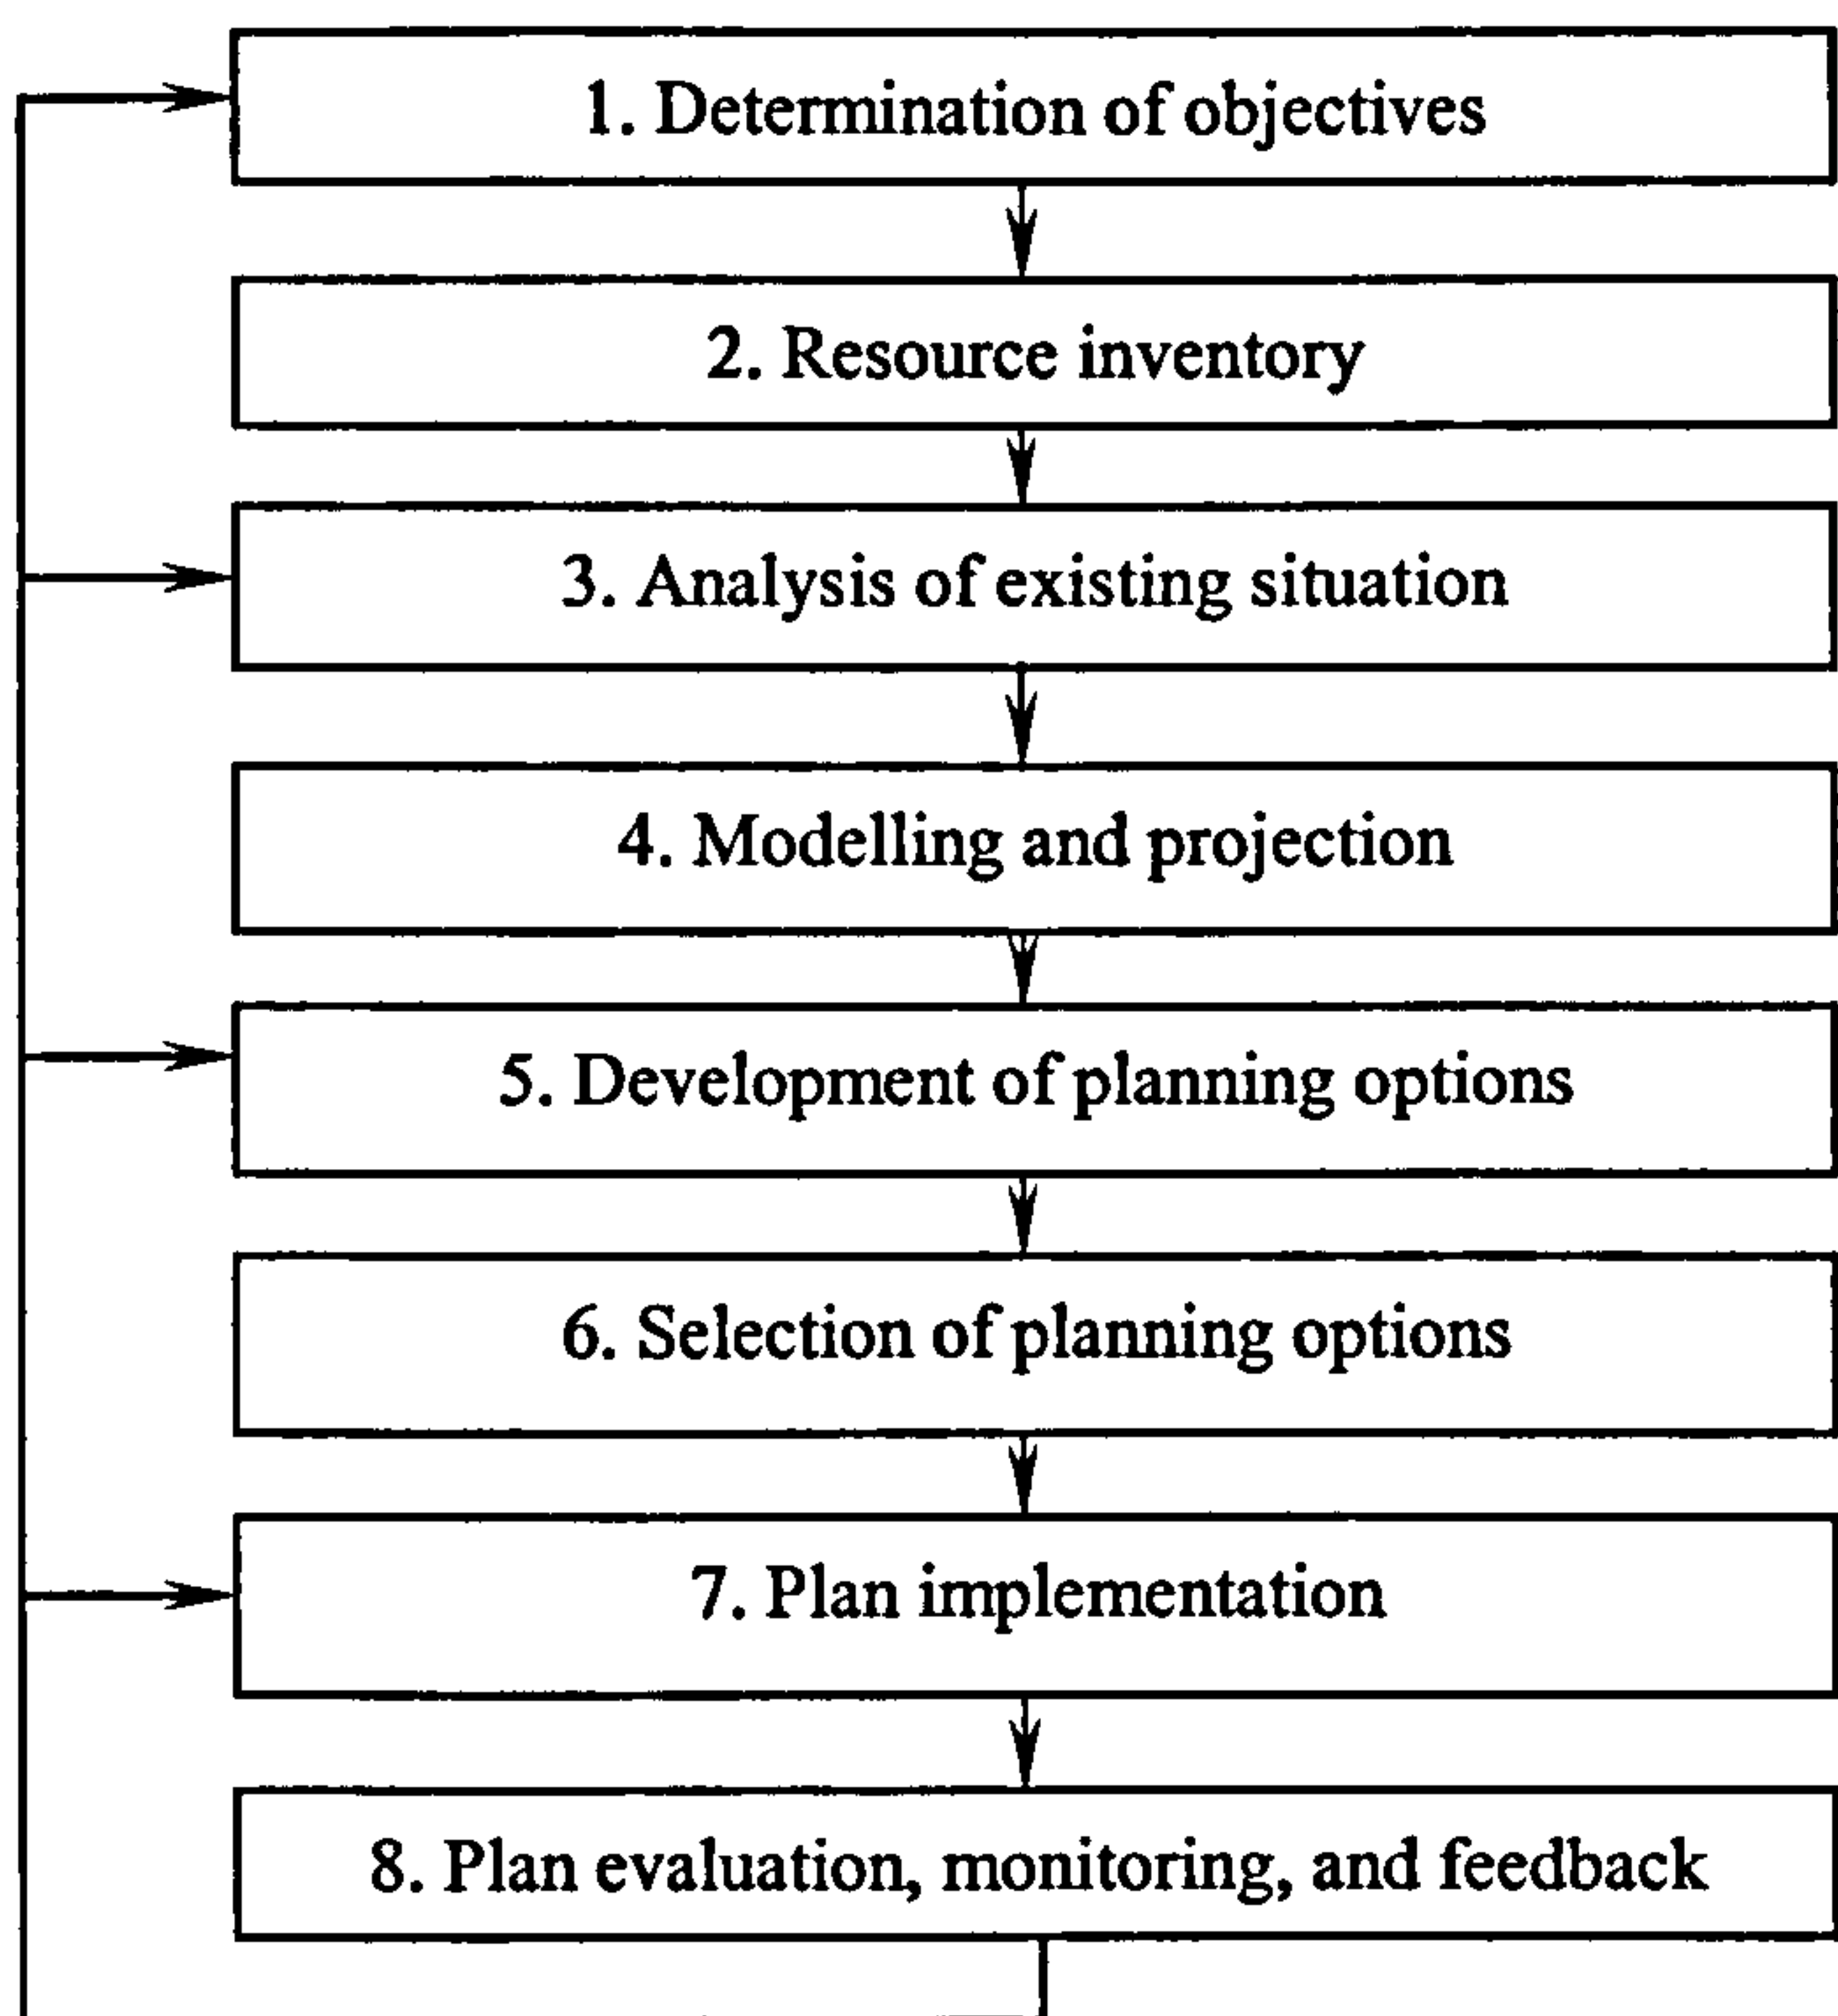 1. Determination of objectives
2. Resource inventory
3. Analysis of existing situation
4. Modelling and projection
5. Development of planning options
6. Selection of planning options
7. Plan implementation
8. Plan evaluation, monitoring, and feedback